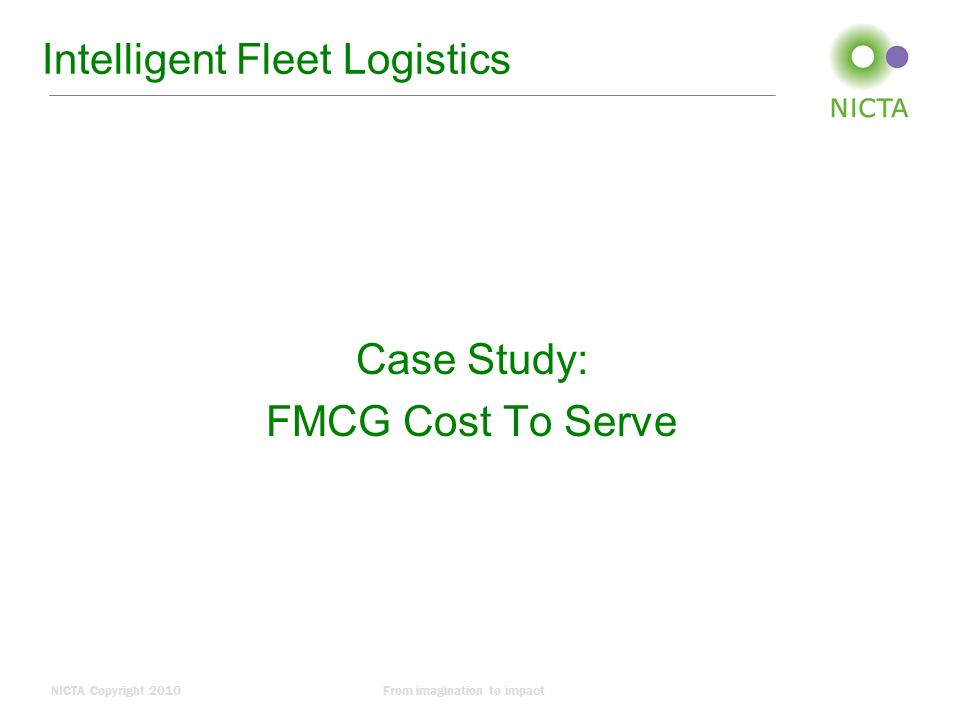 Intelligent Fleet Logistics
NICTA
Case Study:
FMCG Cost To Serve
NICTA Copyright 2010
From imagination to impact